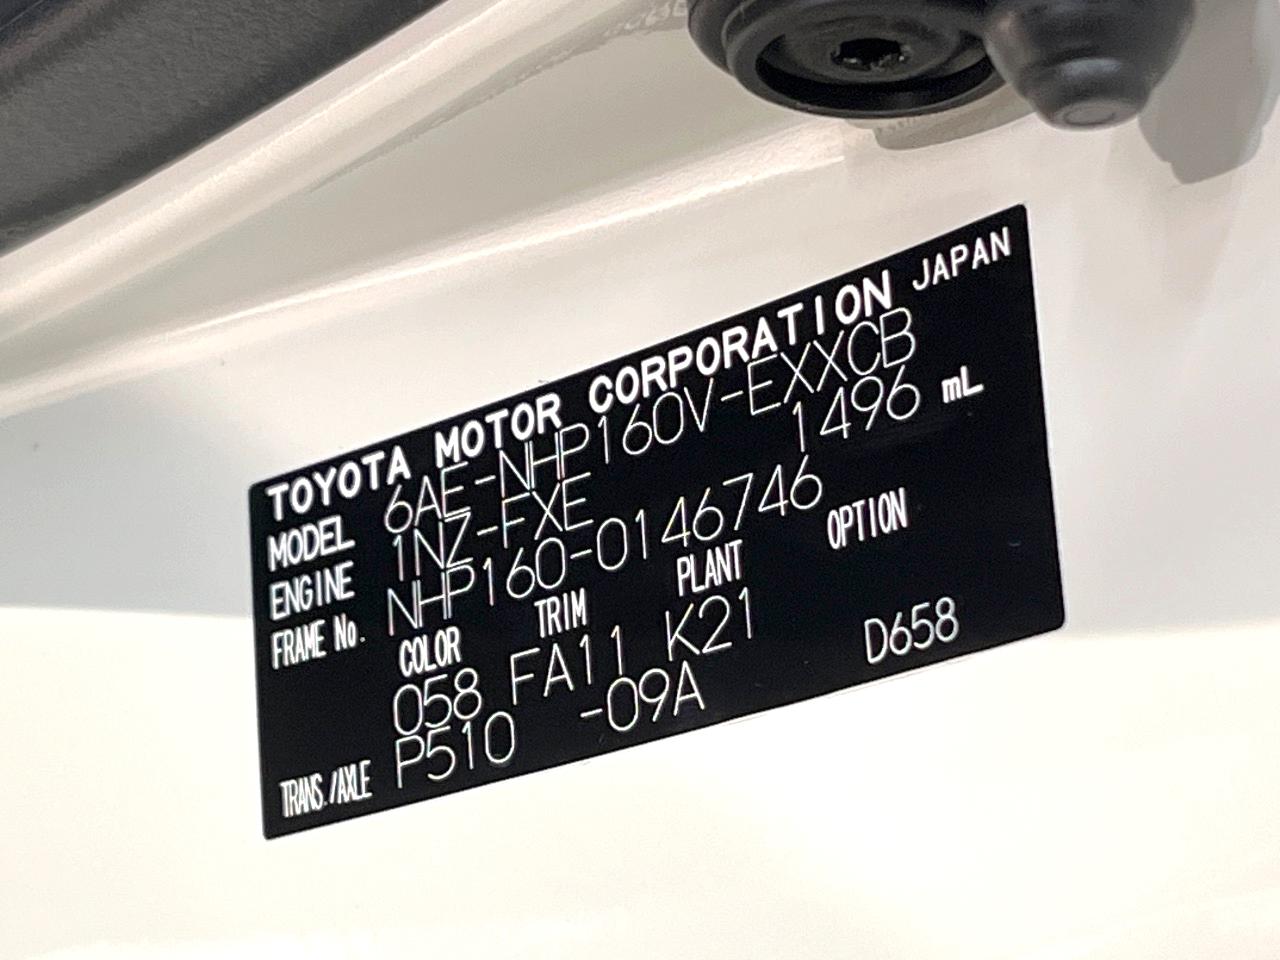 TOYOTA MOTOR CORPORATION JAPAN
MODEL 6AE-NHP160V-EXXCB
ENGINE 1NZ-FXE 1496 mL
FRAME No. NHP160-0146746
COLOR TRIM PLANT OPTION
058 FA11 K21
TRANS./AXLE P510 -09A D658